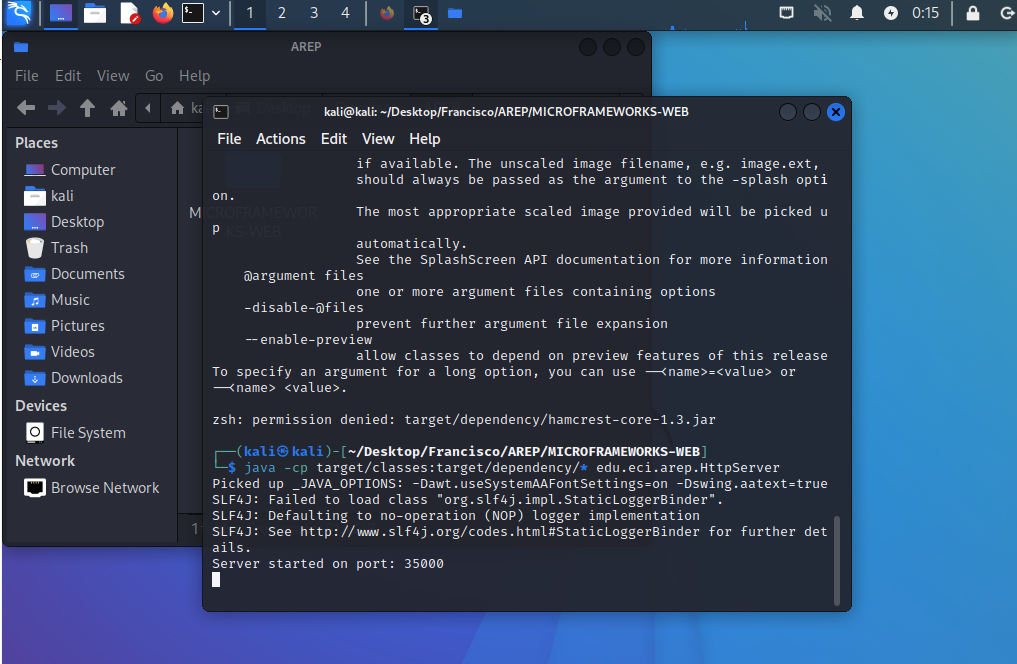 1 2 3 4
3
0:15
AREP
File Edit View Go Help
ka
Places
Computer
kali
Desktop
Trash
Documents
Music
Pictures
Videos
Downloads
Devices
File System
Network
Browse Network
kali@kali: ~/Desktop/Francisco/AREP/MICROFRAMEWORKS-WEB
File Actions Edit View Help
if available. The unscaled image filename, e.g. image.ext,
should always be passed as the argument to the -splash opti
on.
The most appropriate scaled image provided will be picked u
p
automatically.
See the SplashScreen API documentation for more information
@argument files
one or more argument files containing options
-disable-@files
prevent further argument file expansion
--enable-preview
allow classes to depend on preview features of this release
To specify an argument for a long option, you can use --<name>=<value> or
--<name> <value>.
zsh: permission denied: target/dependency/hamcrest-core-1.3.jar
┌──(kali㉿kali)-[~/Desktop/Francisco/AREP/MICROFRAMEWORKS-WEB]
└─$ java -cp target/classes:target/dependency/* edu.eci.arep.HttpServer
Picked up _JAVA_OPTIONS: -Dawt.useSystemAAFontSettings=on -Dswing.aatext=true
SLF4J: Failed to load class "org.slf4j.impl.StaticLoggerBinder".
SLF4J: Defaulting to no-operation (NOP) logger implementation
SLF4J: See http://www.slf4j.org/codes.html#StaticLoggerBinder for further det
ails.
Server started on port: 35000